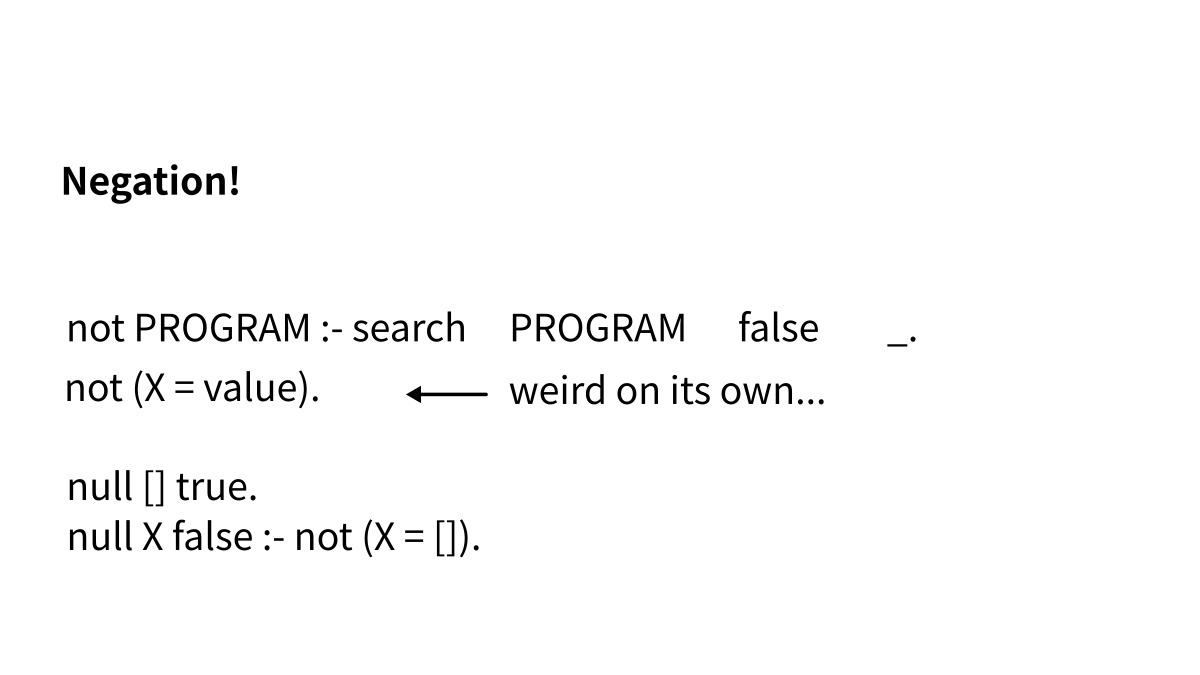 Negation!
not PROGRAM :- search PROGRAM false _.
not (X = value). weird on its own...
null [] true.
null X false :- not (X = []).